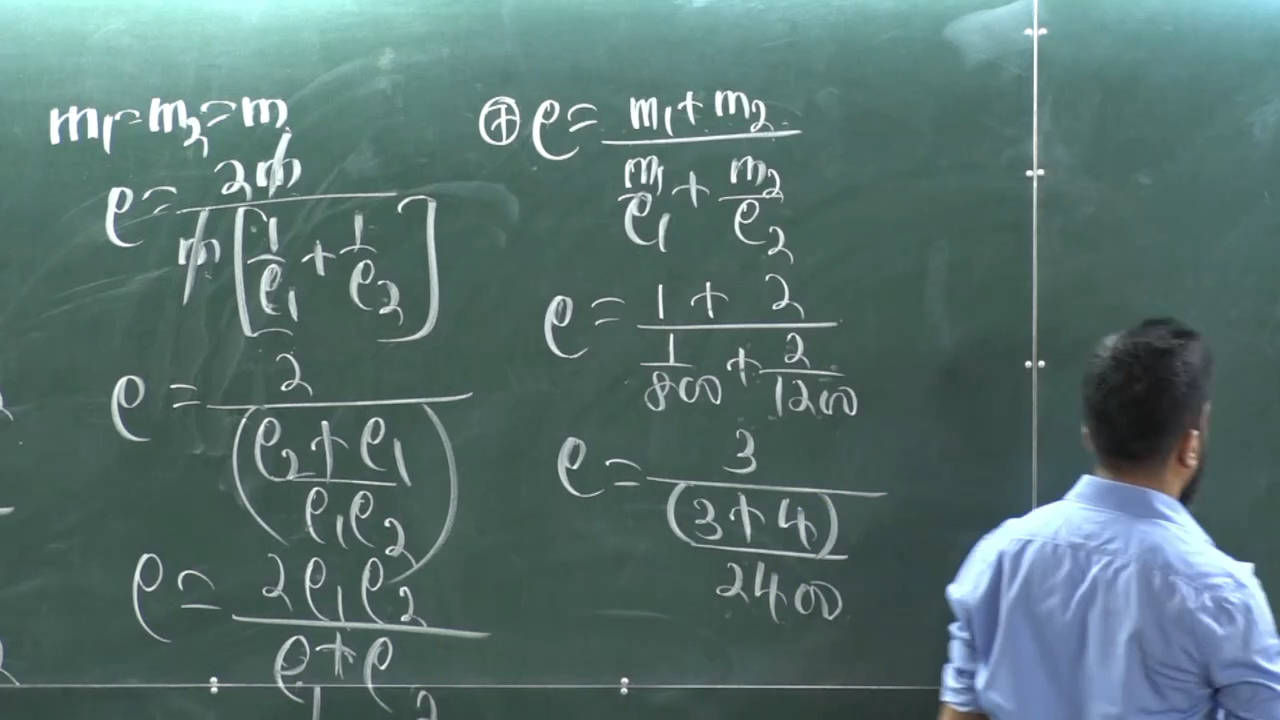 m₁=m₂=m
ρ = 2m / m[1/ρ₁ + 1/ρ₂]
ρ = 2 / ((ρ₂+ρ₁)/ρ₁ρ₂)
ρ = 2ρ₁ρ₂ / ρ₁+ρ₂
⊕ ρ = m₁+m₂ / (m₁/ρ₁ + m₂/ρ₂)
ρ = 1 + 2 / (1/800 + 2/1200)
ρ = 3 / ((3+4)/2400)